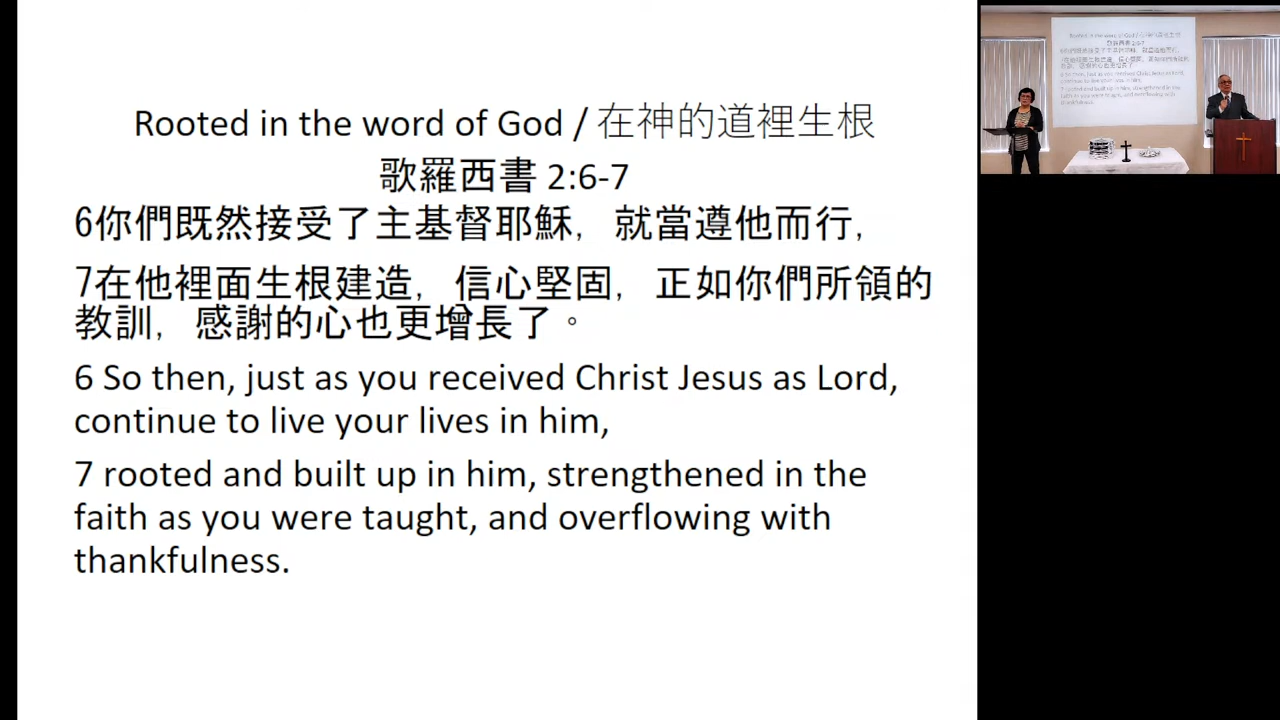 Rooted in the word of God / 在神的道裡生根
歌羅西書 2:6-7
6你們既然接受了主基督耶穌，就當遵他而行，
7在他裡面生根建造，信心堅固，正如你們所領的
教訓，感謝的心也更增長了。
6 So then, just as you received Christ Jesus as Lord,
continue to live your lives in him,
7 rooted and built up in him, strengthened in the
faith as you were taught, and overflowing with
thankfulness.